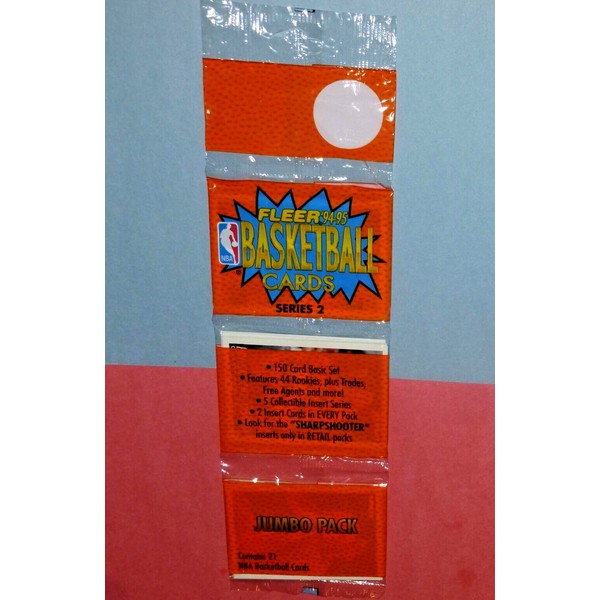 FLEER '94-95
NBA
BASKETBALL
CARDS
SERIES 2
• 150 Card Basic Set
• Features 44 Rookies, plus Trades,
Free Agents and more!
• 5 Collectible Insert Series
• 2 Insert Cards in EVERY Pack
• Look for the "SHARPSHOOTER"
inserts only in RETAIL packs
JUMBO PACK
Contains 21
NBA Basketball Cards